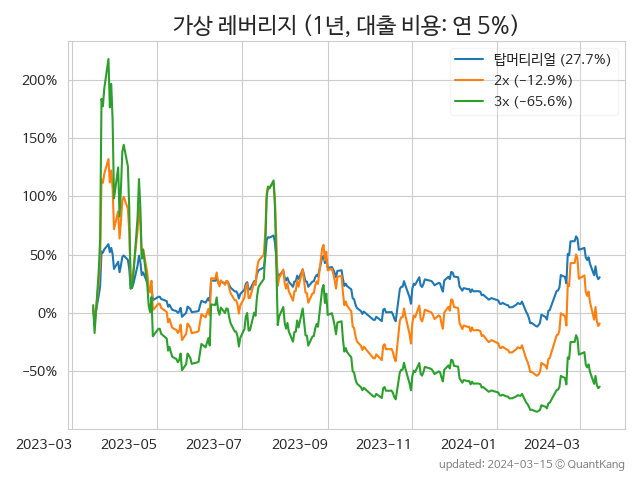 가상 레버리지 (1년, 대출 비용: 연 5%)
탑머티리얼 (27.7%)
2x (−12.9%)
3x (−65.6%)
200%
150%
100%
50%
0%
−50%
2023-03 2023-05 2023-07 2023-09 2023-11 2024-01 2024-03
updated: 2024-03-15 © QuantKang